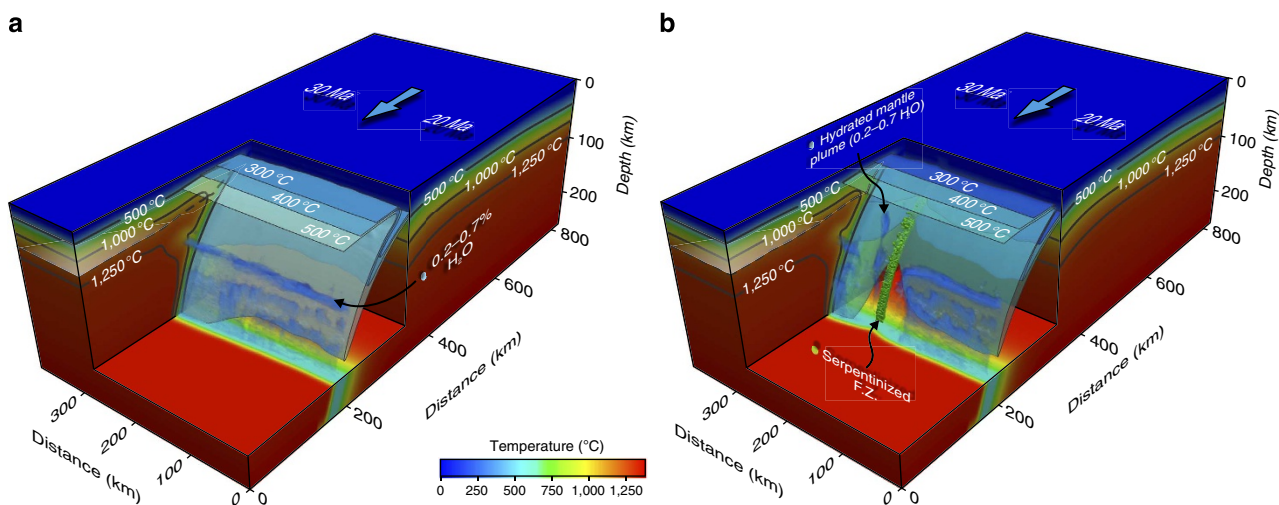 a
30 Ma
20 Ma
0
100
200
Depth (km)
300 °C
400 °C
500 °C
500 °C
1,000 °C
1,250 °C
500 °C
1,000 °C
1,250 °C
0.2–0.7%
H2O
800
600
400
200
0
Distance (km)
300
200
100
0
Distance (km)
Temperature (°C)
0 250 500 750 1,000 1,250
b
30 Ma
20 Ma
Hydrated mantle
plume (0.2–0.7 HO)
0
100
200
Depth (km)
300 °C
400 °C
500 °C
500 °C
1,000 °C
1,250 °C
500 °C
1,000 °C
1,250 °C
Serpentinized
F.Z.
800
600
400
200
0
Distance (km)
300
200
100
0
Distance (km)